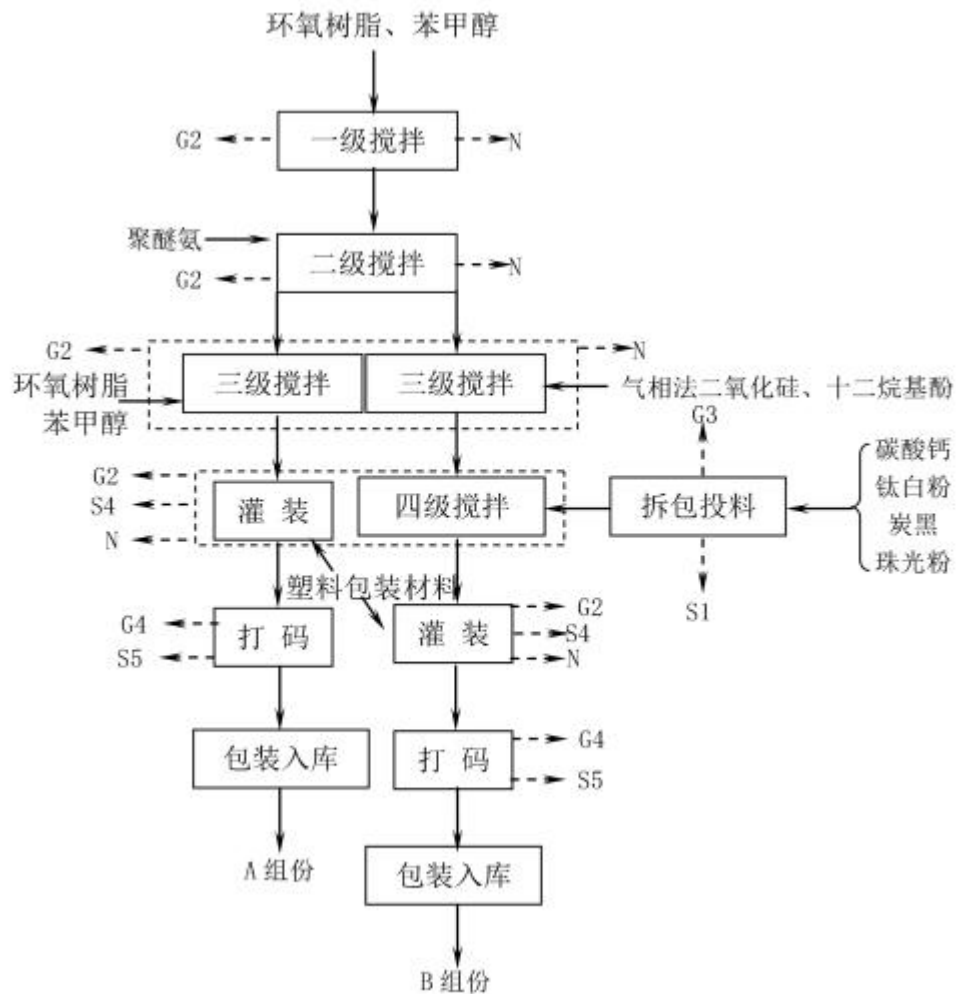 环氧树脂、苯甲醇
G2
一级搅拌
N
聚醚氨
G2
二级搅拌
N
G2
N
三级搅拌
三级搅拌
环氧树脂
苯甲醇
气相法二氧化硅、十二烷基酚
G3
G2
S4
N
灌 装
四级搅拌
拆包投料
碳酸钙
钛白粉
炭黑
珠光粉
S1
塑料包装材料
G4
S5
打 码
灌 装
G2
S4
N
包装入库
打 码
G4
S5
A 组份
包装入库
B 组份